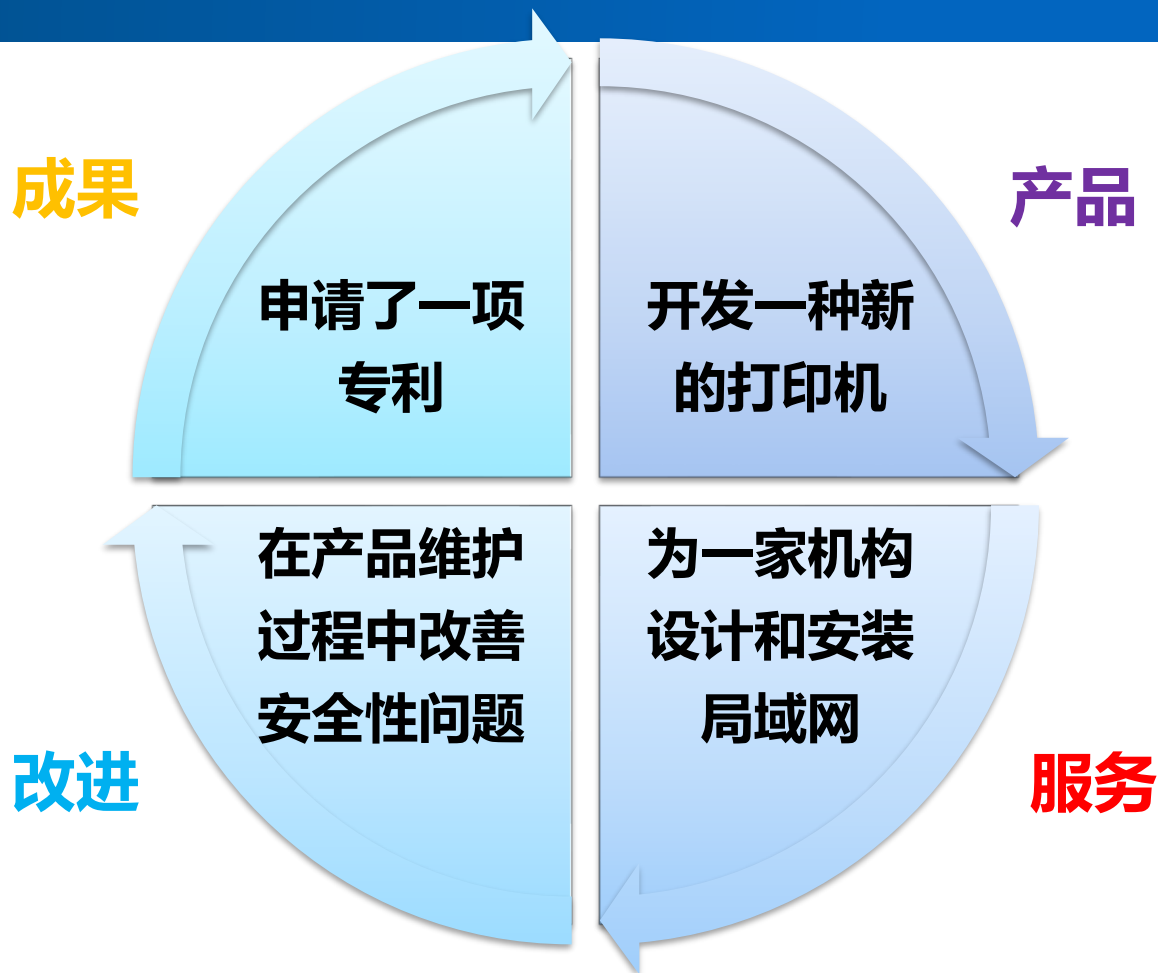 成果
申请了一项
专利
产品
开发一种新
的打印机
改进
在产品维护
过程中改善
安全性问题
服务
为一家机构
设计和安装
局域网